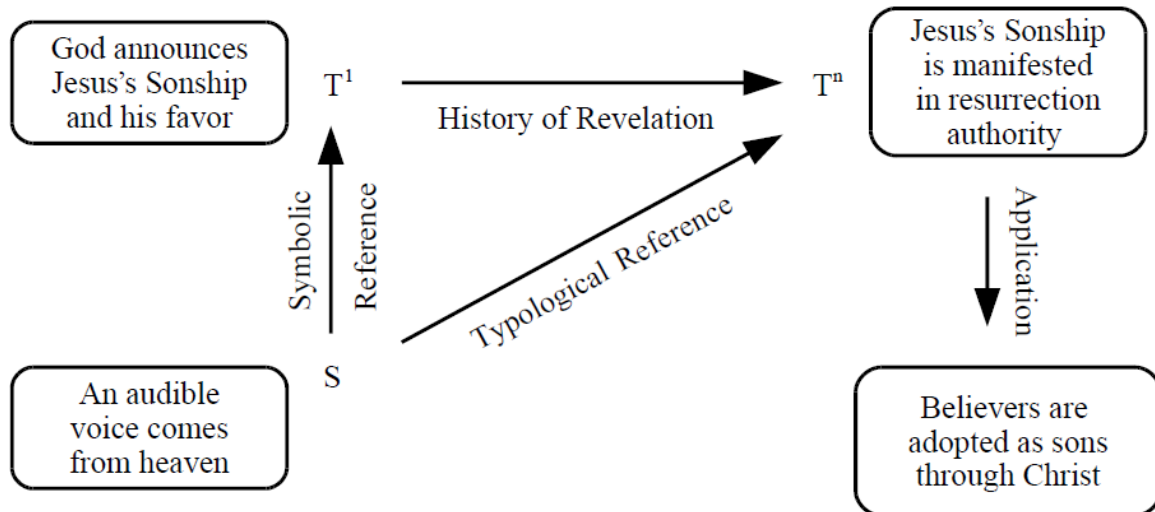 God announces
Jesus's Sonship
and his favor
T¹
History of Revelation
Tⁿ
Jesus's Sonship
is manifested
in resurrection
authority
Symbolic
Reference
Typological Reference
Application
An audible
voice comes
from heaven
S
Believers are
adopted as sons
through Christ